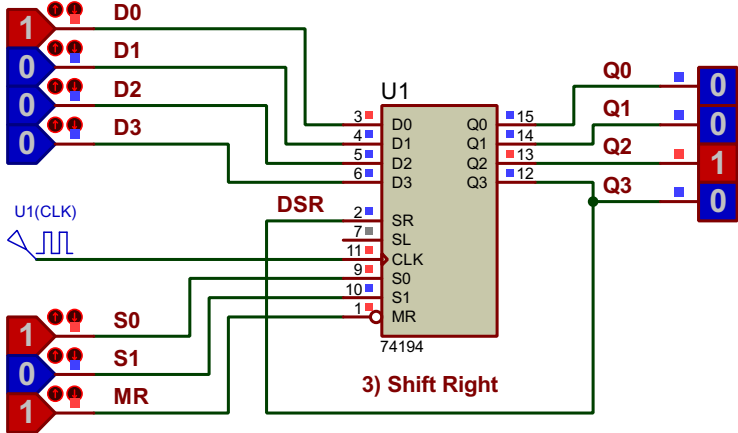 1 D0
0 D1
0 D2
0 D3
U1
3 D0 Q0 15
4 D1 Q1 14
5 D2 Q2 13
6 D3 Q3 12
2 SR
7 SL
11 CLK
9 S0
10 S1
1 MR
74194
Q0 0
Q1 0
Q2 1
Q3 0
DSR
U1(CLK)
1 S0
0 S1
1 MR
3) Shift Right